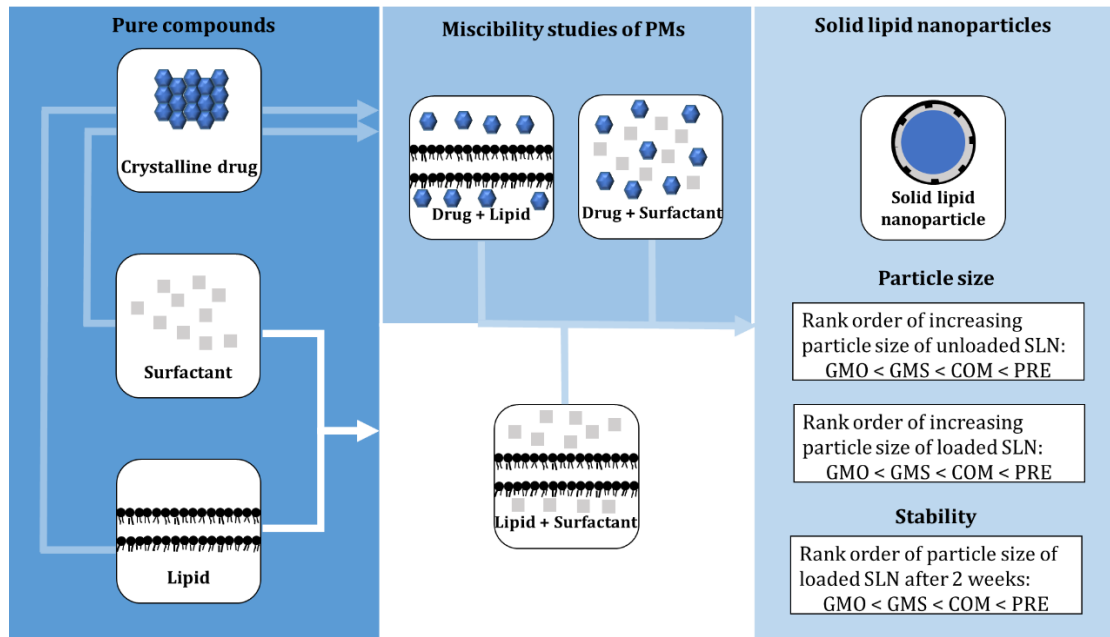 Pure compounds
Crystalline drug
Surfactant
Lipid
Miscibility studies of PMs
Drug + Lipid
Drug + Surfactant
Lipid + Surfactant
Solid lipid nanoparticles
Solid lipid
nanoparticle
Particle size
Rank order of increasing
particle size of unloaded SLN:
GMO < GMS < COM < PRE
Rank order of increasing
particle size of loaded SLN:
GMO < GMS < COM < PRE
Stability
Rank order of particle size of
loaded SLN after 2 weeks:
GMO < GMS < COM < PRE